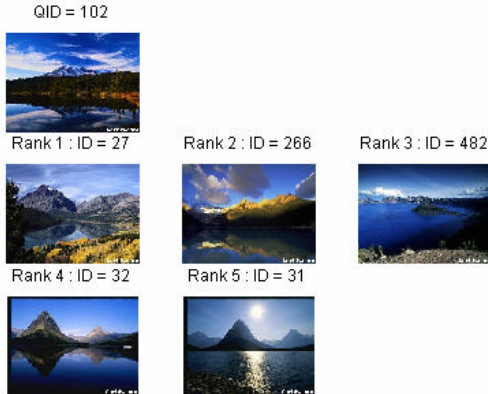 QID = 102
Rank 1 : ID = 27
Rank 2 : ID = 266
Rank 3 : ID = 482
Rank 4 : ID = 32
Rank 5 : ID = 31